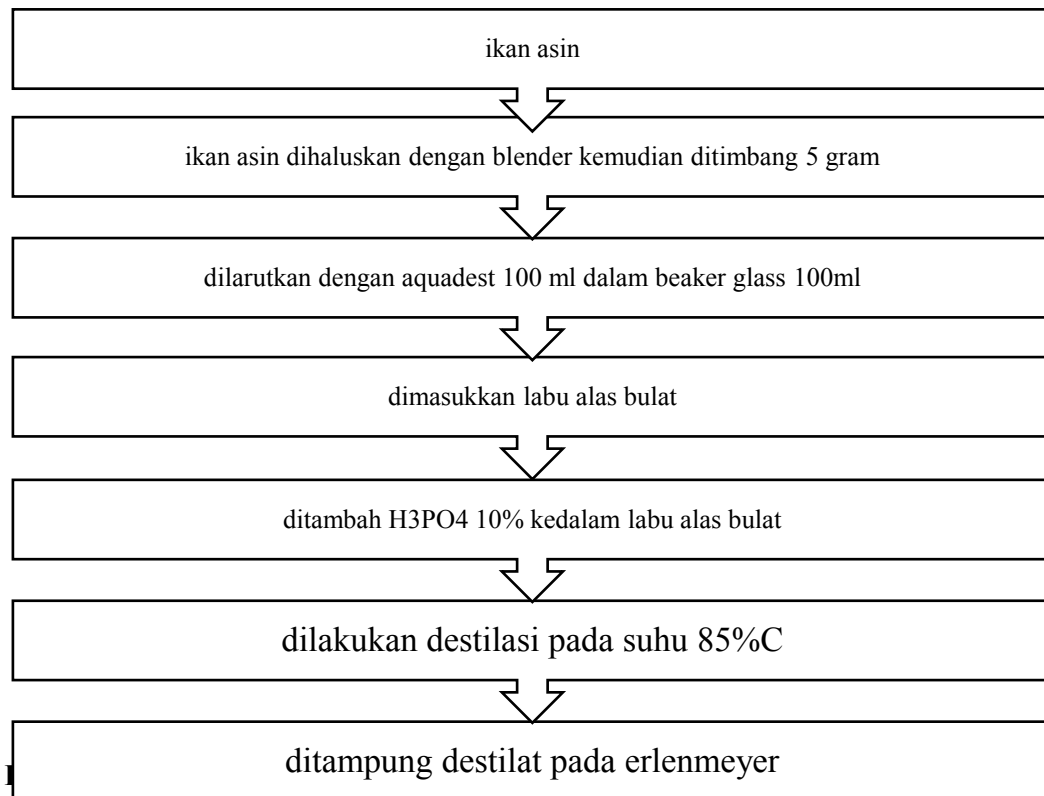 ikan asin
ikan asin dihaluskan dengan blender kemudian ditimbang 5 gram
dilarutkan dengan aquadest 100 ml dalam beaker glass 100ml
dimasukkan labu alas bulat
ditambah H3PO4 10% kedalam labu alas bulat
dilakukan destilasi pada suhu 85%C
ditampung destilat pada erlenmeyer